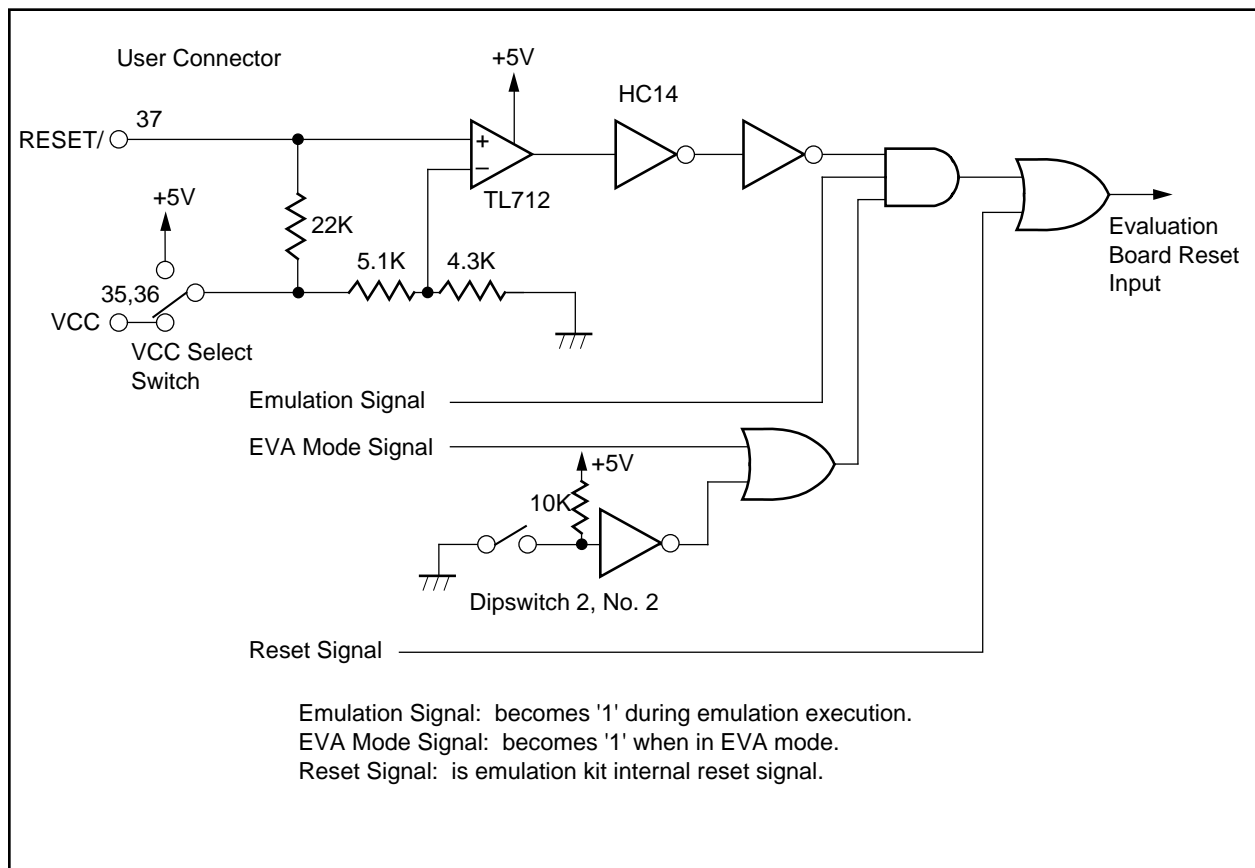 User Connector
+5V
HC14
37
RESET/
+
−
TL712
+5V
22K
5.1K
4.3K
35,36
VCC
VCC Select
Switch
Evaluation
Board Reset
Input
Emulation Signal
EVA Mode Signal
+5V
10K
Dipswitch 2, No. 2
Reset Signal
Emulation Signal:  becomes '1' during emulation execution.
EVA Mode Signal:  becomes '1' when in EVA mode.
Reset Signal:  is emulation kit internal reset signal.